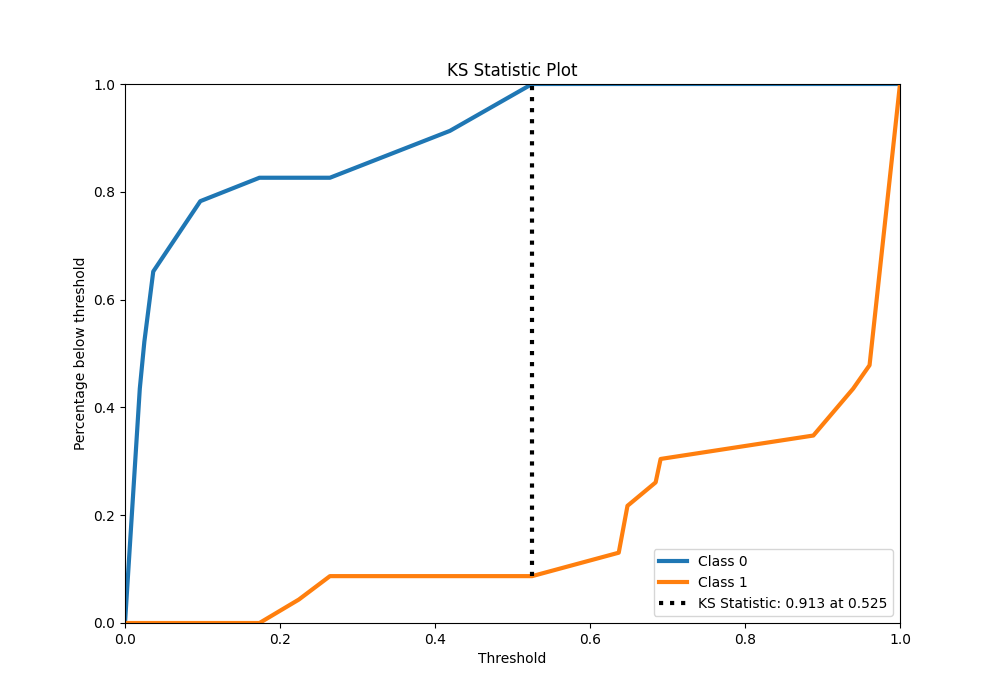 KS Statistic Plot
1.0
0.8
0.6
0.4
0.2
0.0
Percentage below threshold
0.0 0.2 0.4 0.6 0.8 1.0
Threshold
Class 0
Class 1
KS Statistic: 0.913 at 0.525